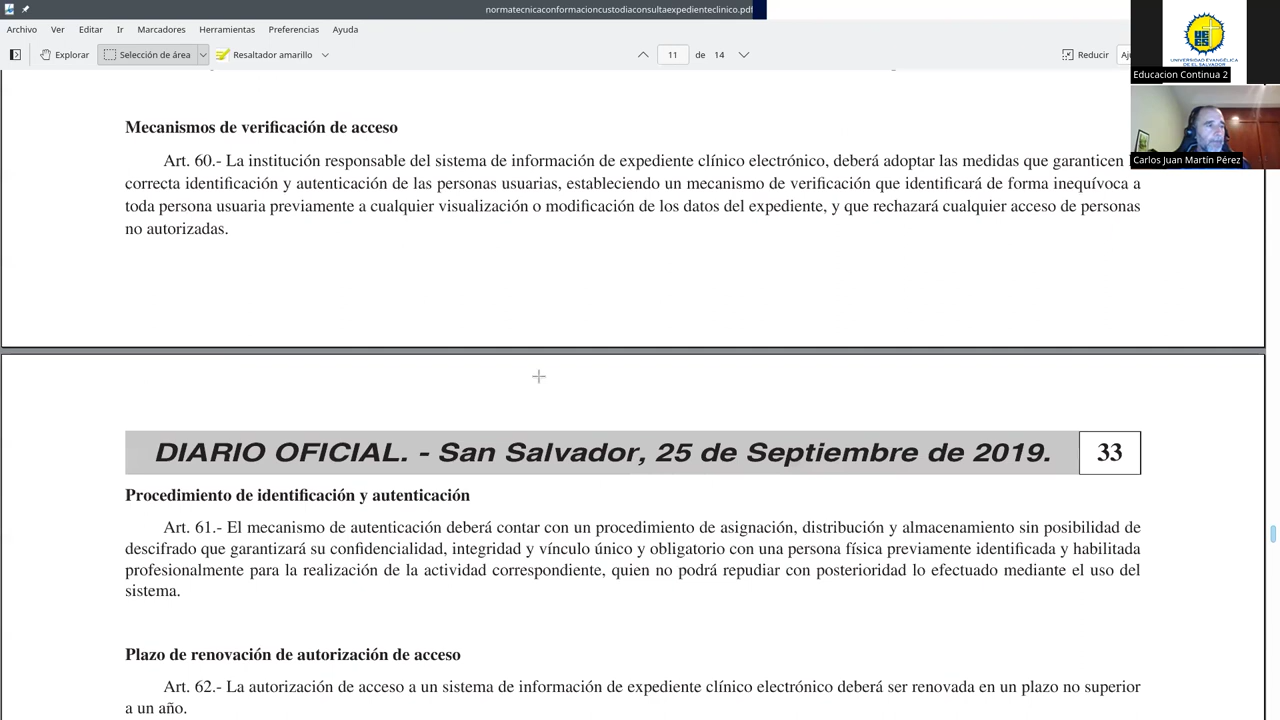 normatecnicaconformacioncustodiaconsultaexpedienteclinico.pdf
Archivo Ver Editar Ir Marcadores Herramientas Preferencias Ayuda
Explorar Selección de área Resaltador amarillo 11 de 14 Reducir
UNIVERSIDAD EVANGÉLICA
DE EL SALVADOR
Educacion Continua 2
Carlos Juan Martín Pérez
Mecanismos de verificación de acceso
Art. 60.- La institución responsable del sistema de información de expediente clínico electrónico, deberá adoptar las medidas que garanticen
correcta identificación y autenticación de las personas usuarias, estableciendo un mecanismo de verificación que identificará de forma inequívoca a
toda persona usuaria previamente a cualquier visualización o modificación de los datos del expediente, y que rechazará cualquier acceso de personas
no autorizadas.
DIARIO OFICIAL. - San Salvador, 25 de Septiembre de 2019. 33
Procedimiento de identificación y autenticación
Art. 61.- El mecanismo de autenticación deberá contar con un procedimiento de asignación, distribución y almacenamiento sin posibilidad de
descifrado que garantizará su confidencialidad, integridad y vínculo único y obligatorio con una persona física previamente identificada y habilitada
profesionalmente para la realización de la actividad correspondiente, quien no podrá repudiar con posterioridad lo efectuado mediante el uso del
sistema.
Plazo de renovación de autorización de acceso
Art. 62.- La autorización de acceso a un sistema de información de expediente clínico electrónico deberá ser renovada en un plazo no superior
a un año.